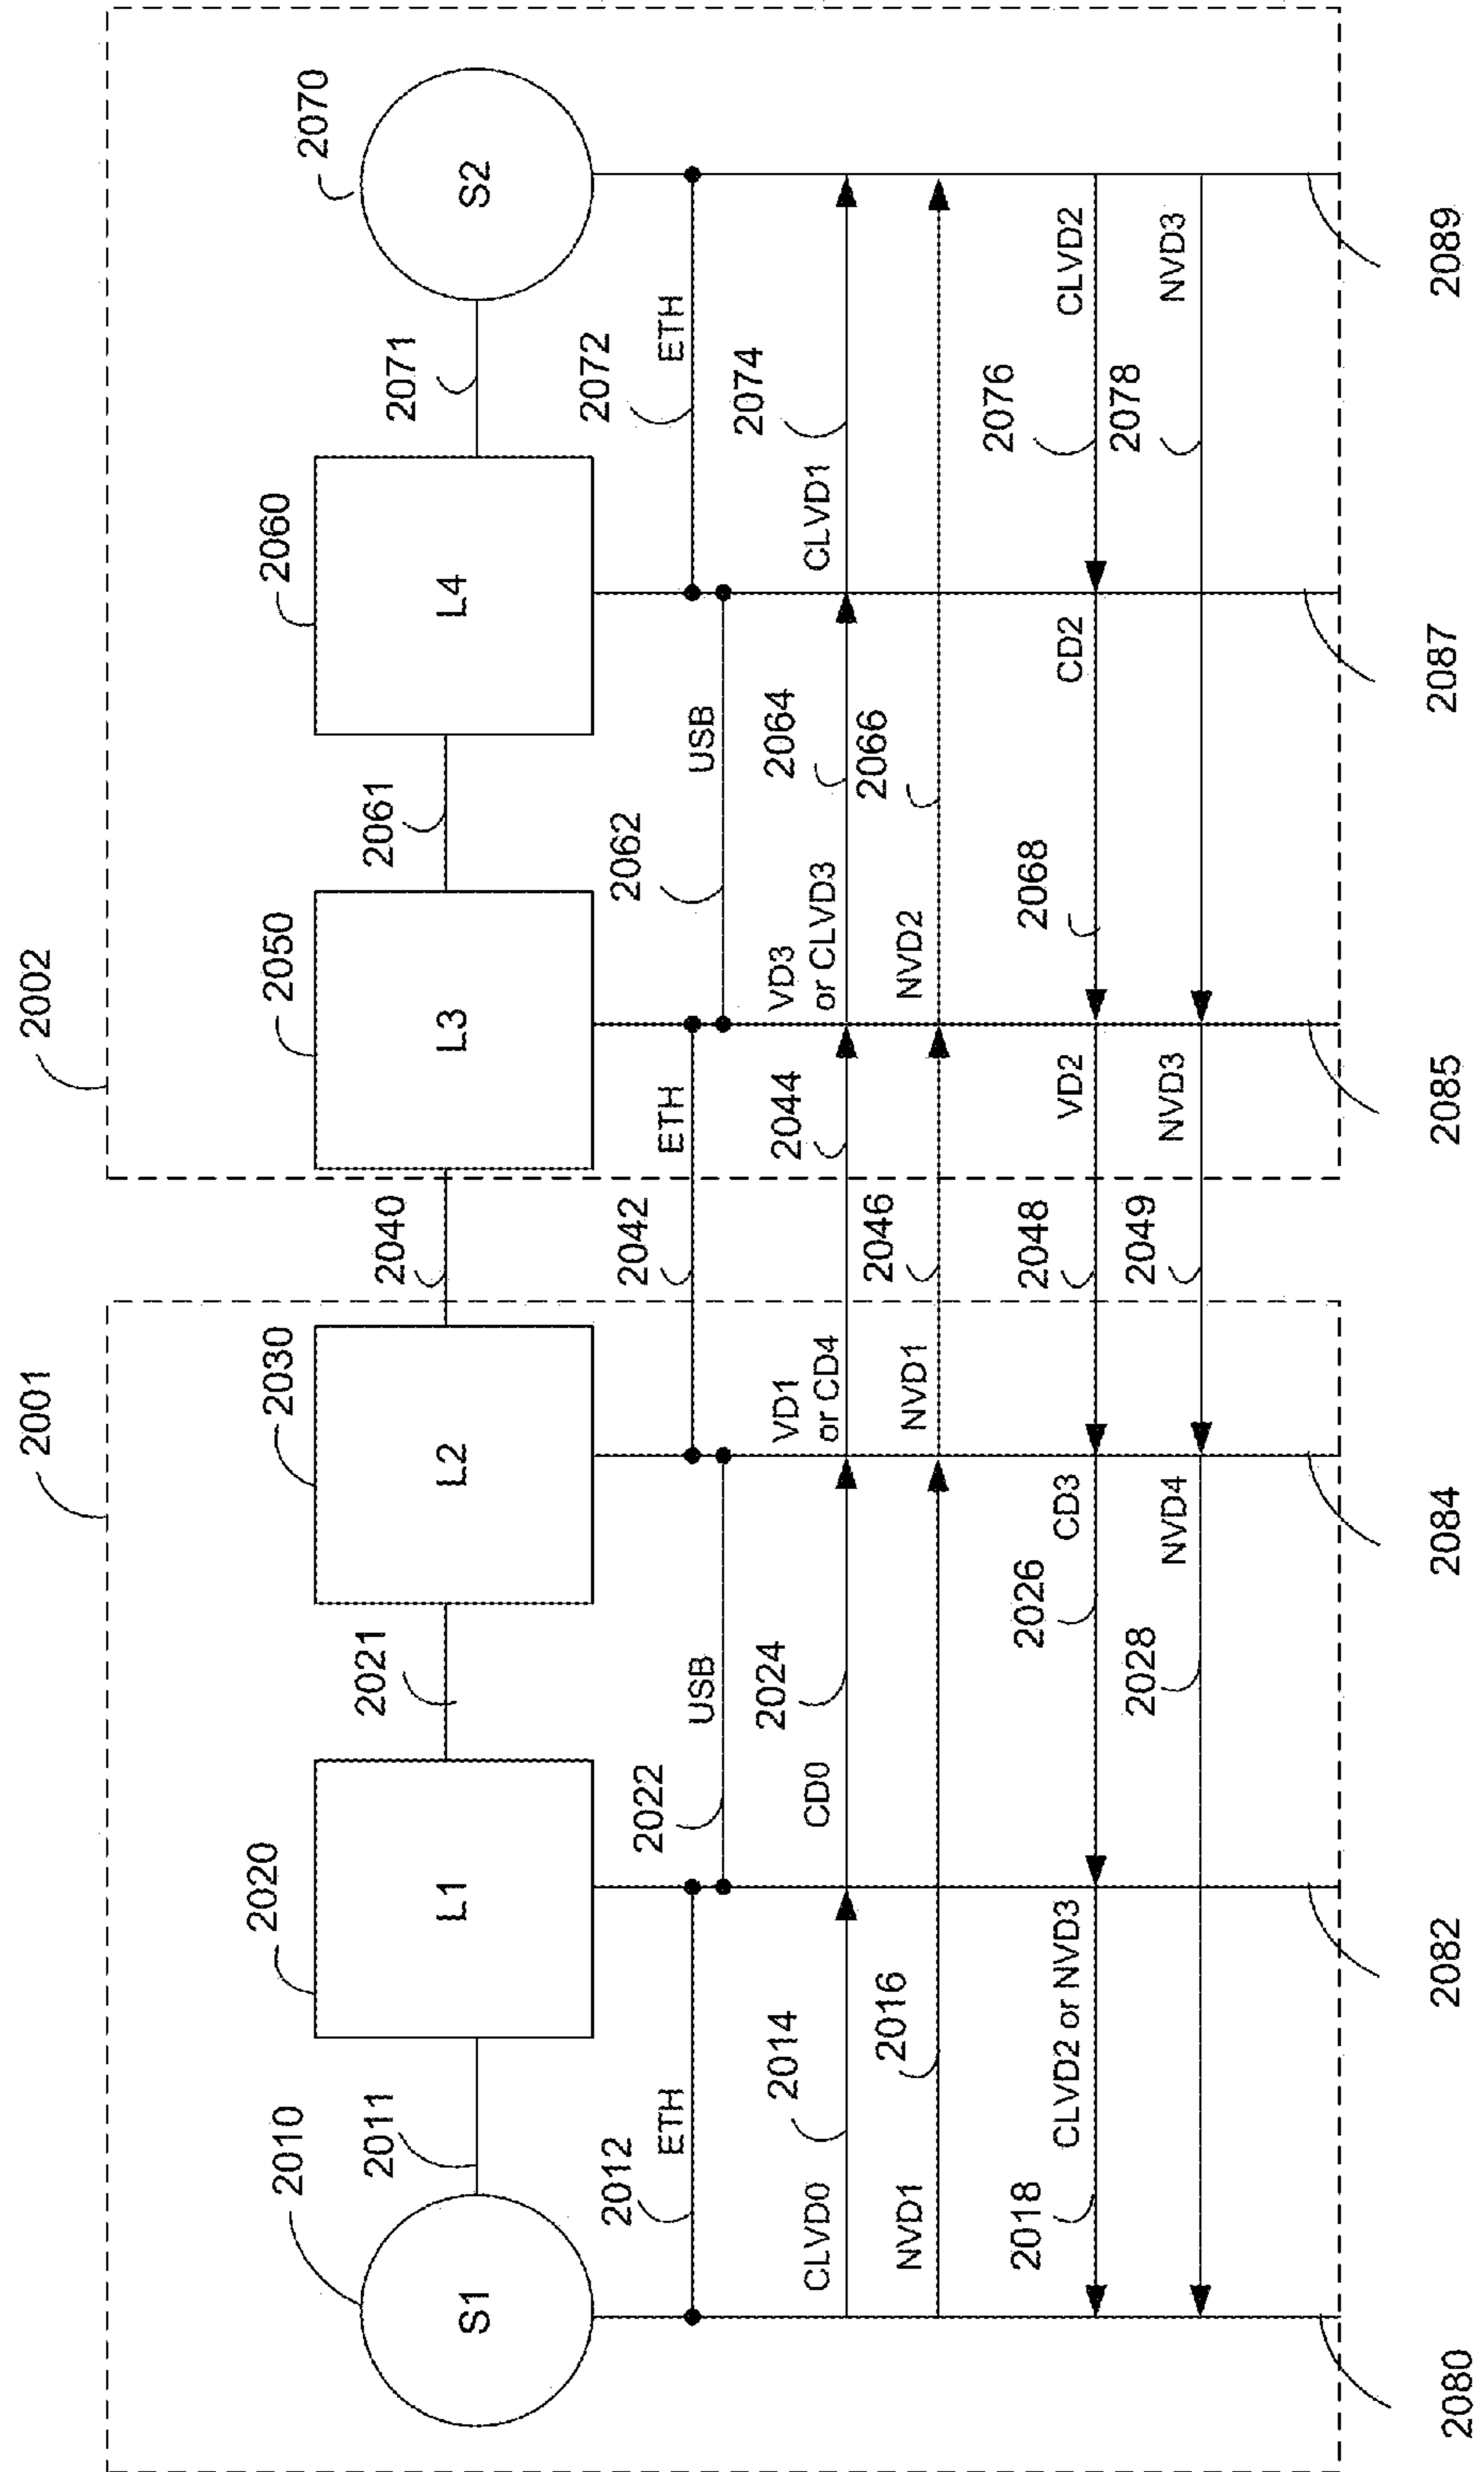 2001
2002
2010
S1
2011
2020
L1
2021
2030
L2
2040
2050
L3
2061
2060
L4
2071
2070
S2
2012
ETH
2022
USB
2042
ETH
2062
USB
2072
ETH
CLVD0
2014
CD0
2024
VD1
or CD4
2044
VD3
or CLVD3
2064
CLVD1
2074
NVD1
2016
NVD1
2046
NVD2
2066
2018
CLVD2 or NVD3
2026
CD3
2048
VD2
2068
CD2
2076
CLVD2
2028
NVD4
2049
NVD3
2078
NVD3
2080
2082
2084
2085
2087
2089